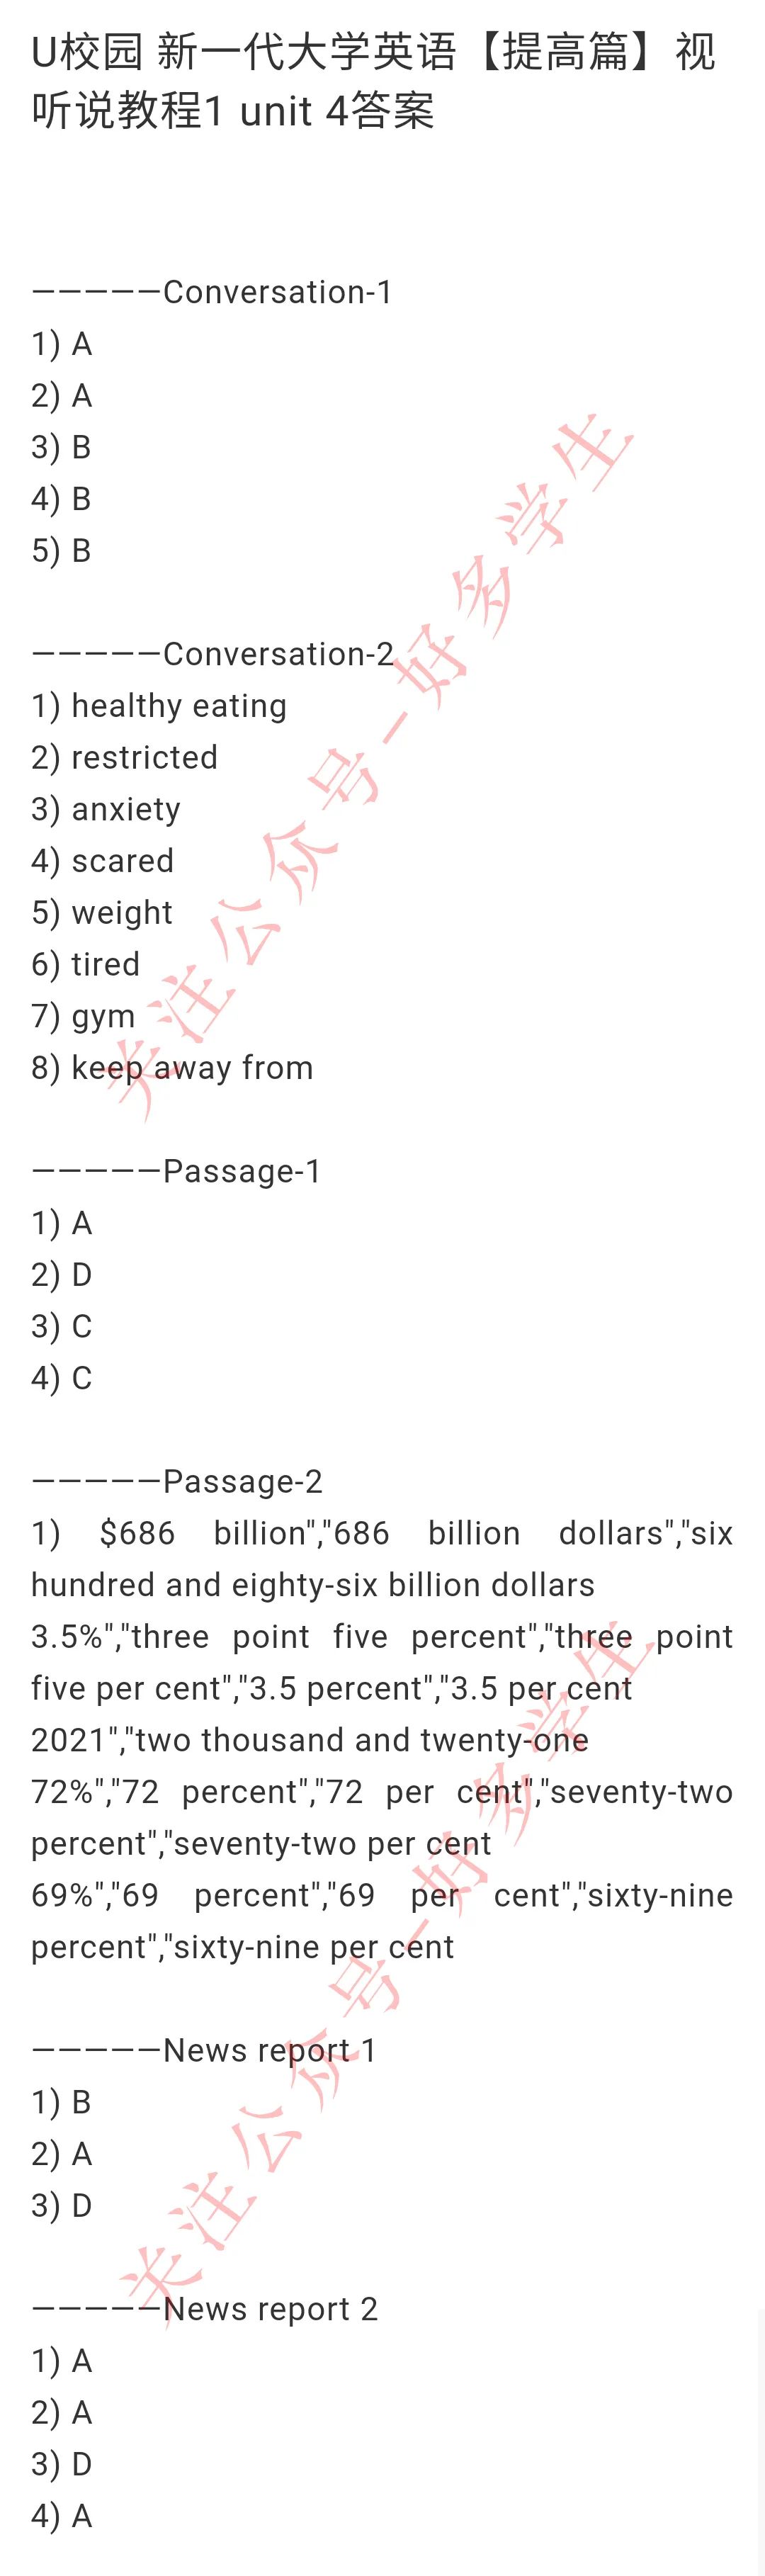 U校园 新一代大学英语【提高篇】视
听说教程1 unit 4答案
—————Conversation-1
1) A
2) A
3) B
4) B
5) B
—————Conversation-2
1) healthy eating
2) restricted
3) anxiety
4) scared
5) weight
6) tired
7) gym
8) keep away from
—————Passage-1
1) A
2) D
3) C
4) C
—————Passage-2
1) $686 billion","686 billion dollars","six
hundred and eighty-six billion dollars
3.5%","three point five percent","three point
five per cent","3.5 percent","3.5 per cent
2021","two thousand and twenty-one
72%","72 percent","72 per cent","seventy-two
percent","seventy-two per cent
69%","69 percent","69 per cent","sixty-nine
percent","sixty-nine per cent
—————News report 1
1) B
2) A
3) D
—————News report 2
1) A
2) A
3) D
4) A
关注公众号-好多学生
关注公众号-好多学生